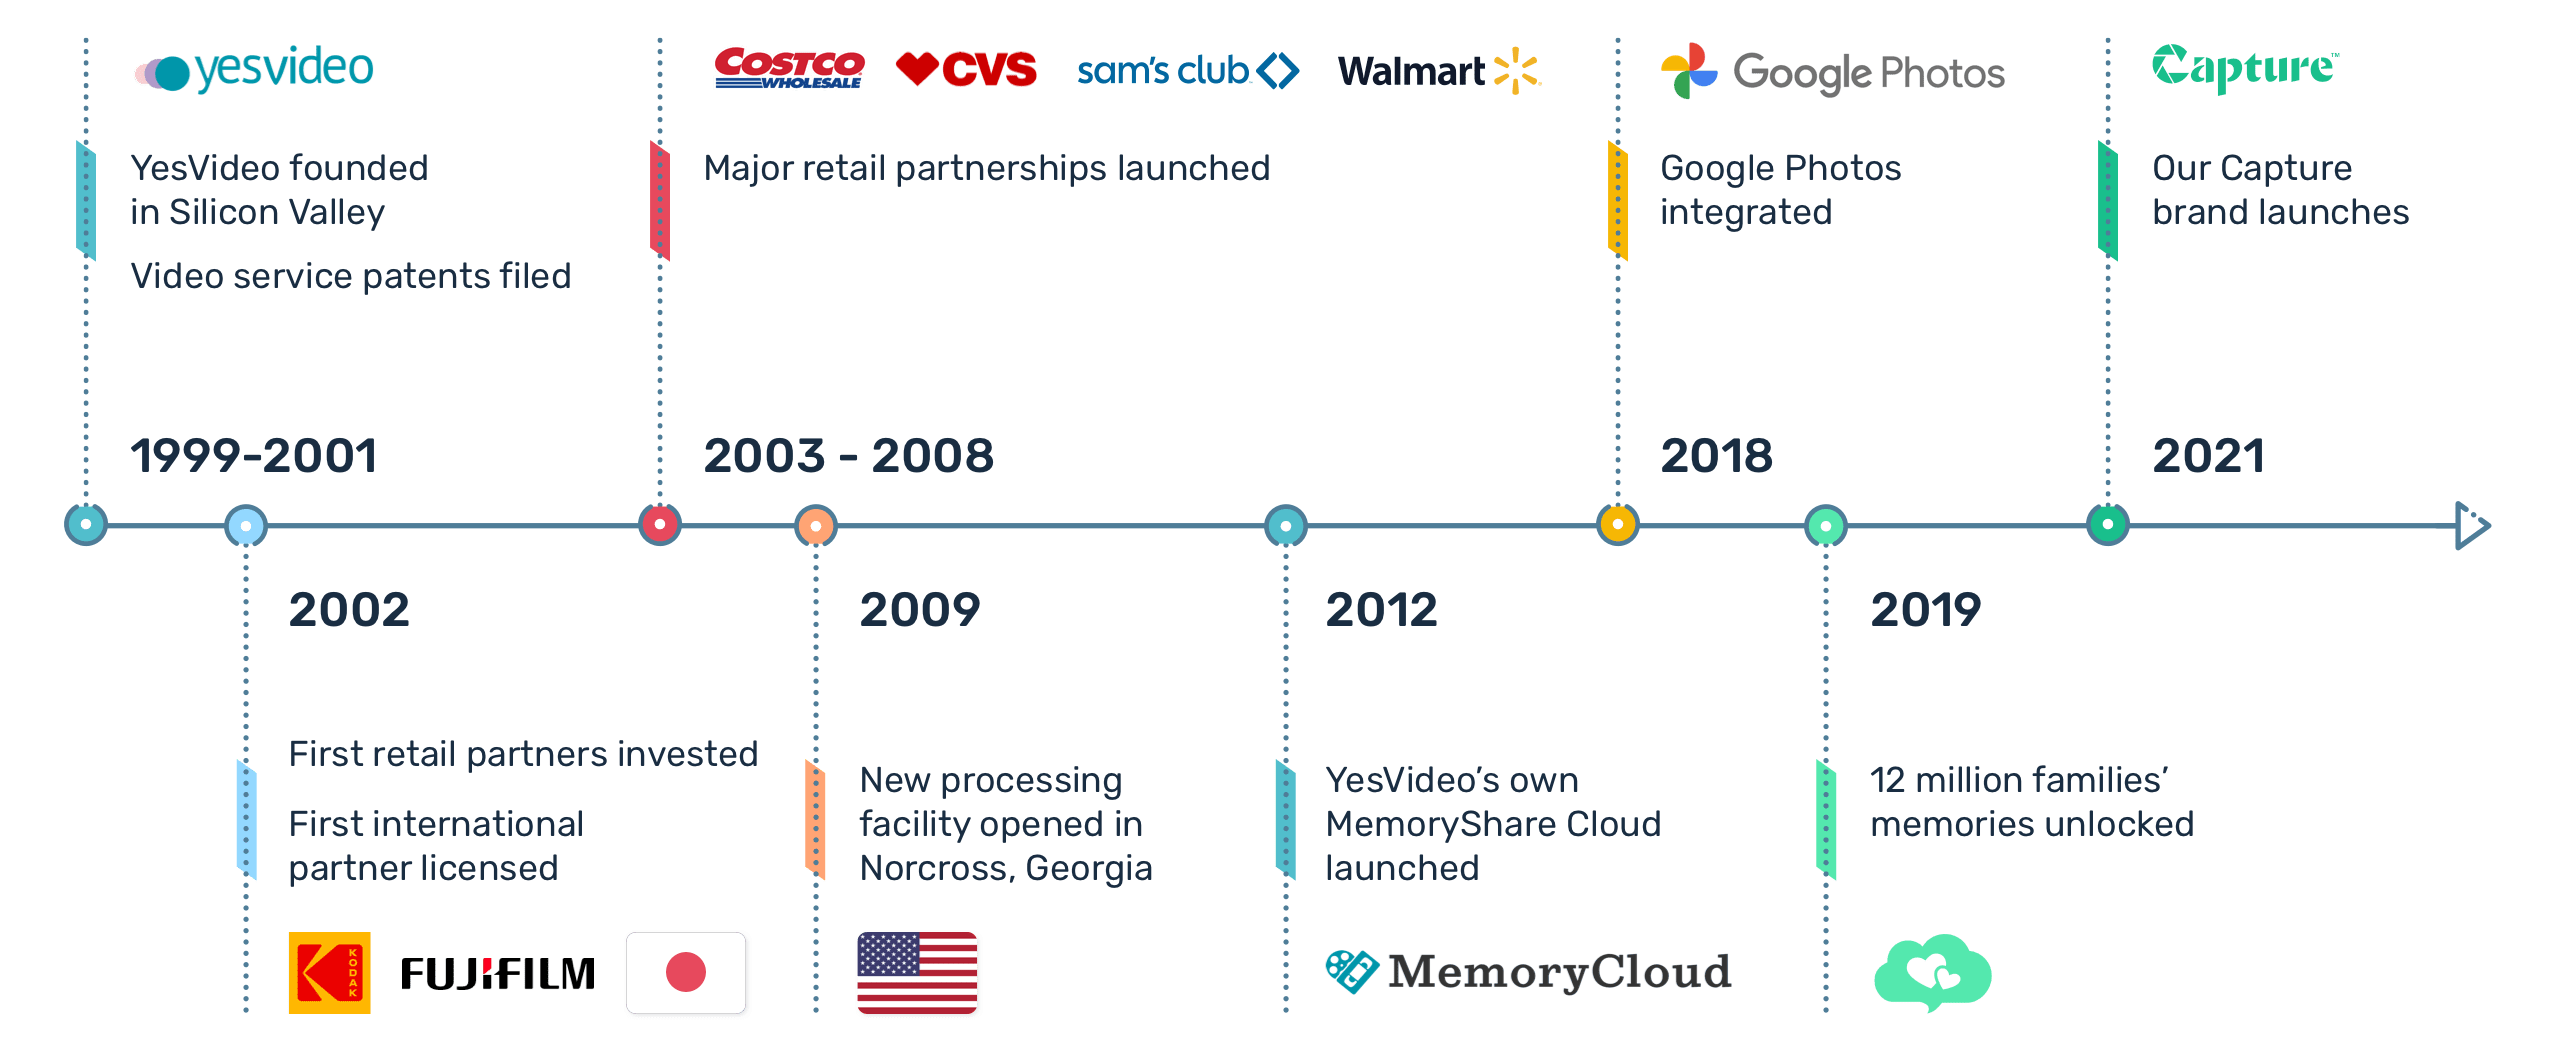 yesvideo
YesVideo founded
in Silicon Valley
Video service patents filed
1999-2001
COSTCO
WHOLESALE
CVS
sam's club
Walmart
Major retail partnerships launched
2003 - 2008
Google Photos
Google Photos
integrated
2018
Capture™
Our Capture
brand launches
2021
2002
First retail partners invested
First international
partner licensed
KODAK
FUJIFILM
2009
New processing
facility opened in
Norcross, Georgia
2012
YesVideo’s own
MemoryShare Cloud
launched
MemoryCloud
2019
12 million families’
memories unlocked